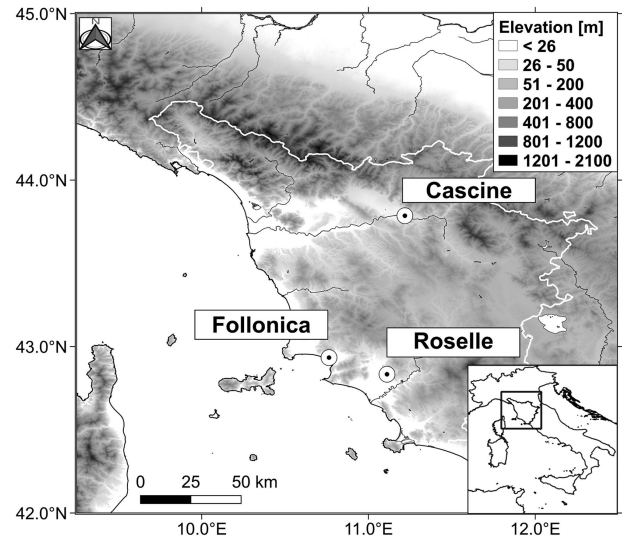 45.0°N
Elevation [m]
< 26
26 - 50
51 - 200
201 - 400
401 - 800
801 - 1200
1201 - 2100
44.0°N
Cascine
Follonica
Roselle
43.0°N
0 25 50 km
42.0°N
10.0°E 11.0°E 12.0°E